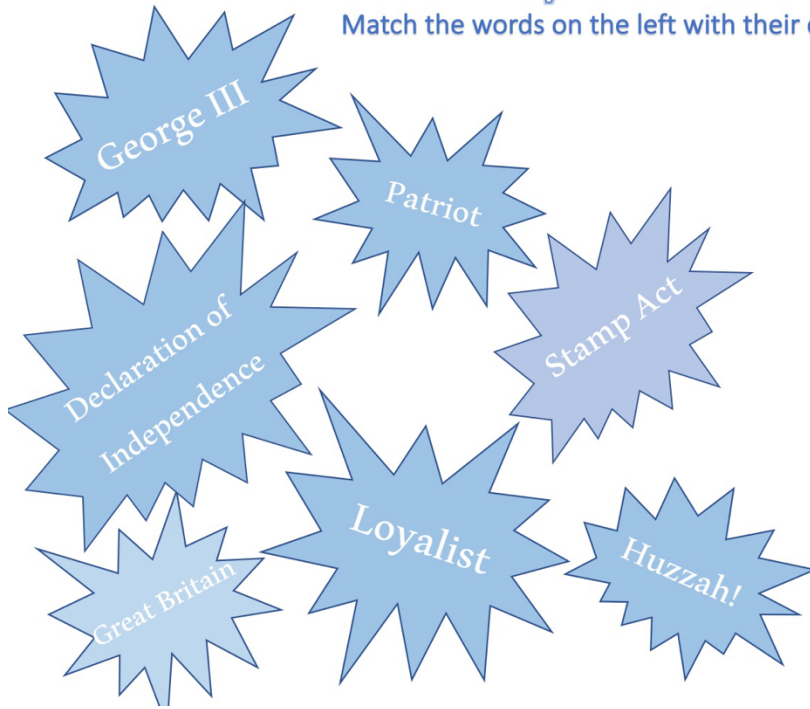 Match the words on the left with their
George III
Patriot
Stamp Act
Declaration of
Independence
Loyalist
Huzzah!
Great Britain